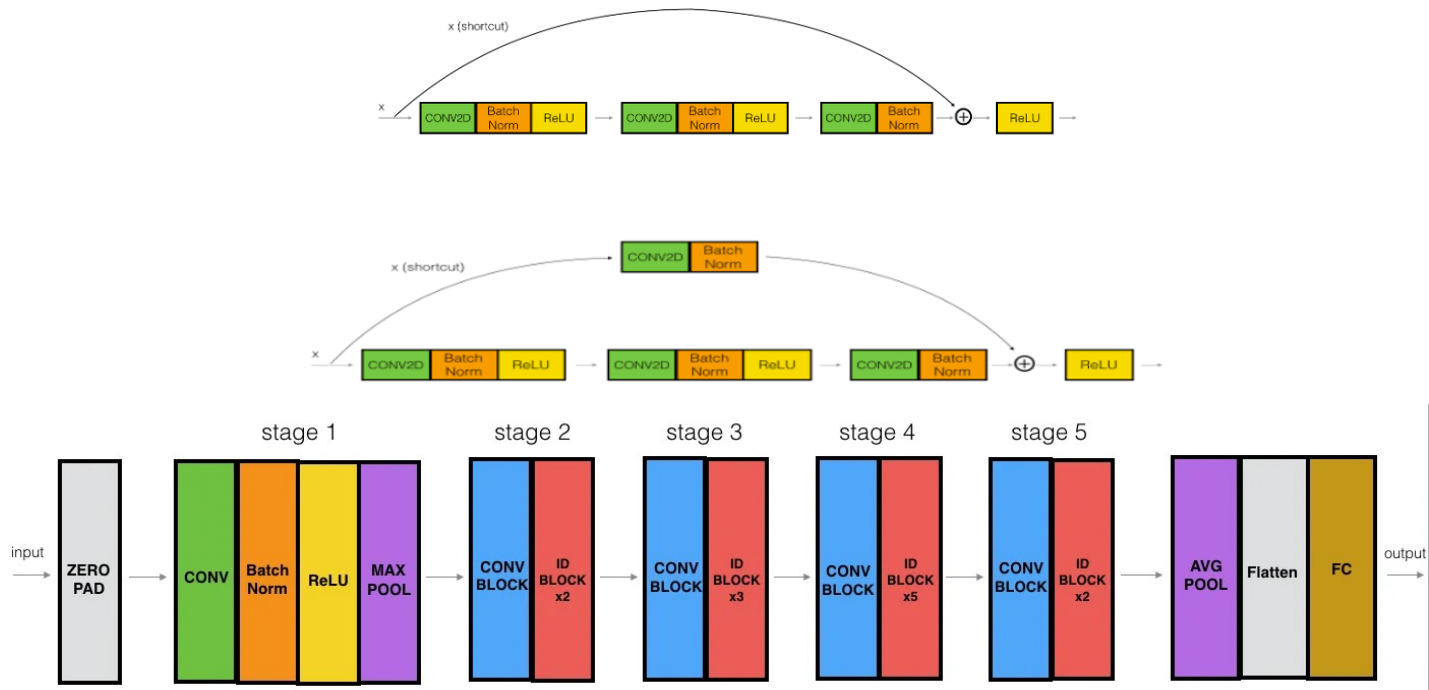 x (shortcut)
x
CONV2D
Batch
Norm
ReLU
CONV2D
Batch
Norm
ReLU
CONV2D
Batch
Norm
+
ReLU
CONV2D
Batch
Norm
x (shortcut)
x
CONV2D
Batch
Norm
ReLU
CONV2D
Batch
Norm
ReLU
CONV2D
Batch
Norm
+
ReLU
stage 1
stage 2
stage 3
stage 4
stage 5
input
ZERO
PAD
CONV
Batch
Norm
ReLU
MAX
POOL
CONV
BLOCK
ID
BLOCK
x2
CONV
BLOCK
ID
BLOCK
x3
CONV
BLOCK
ID
BLOCK
x5
CONV
BLOCK
ID
BLOCK
x2
AVG
POOL
Flatten
FC
output